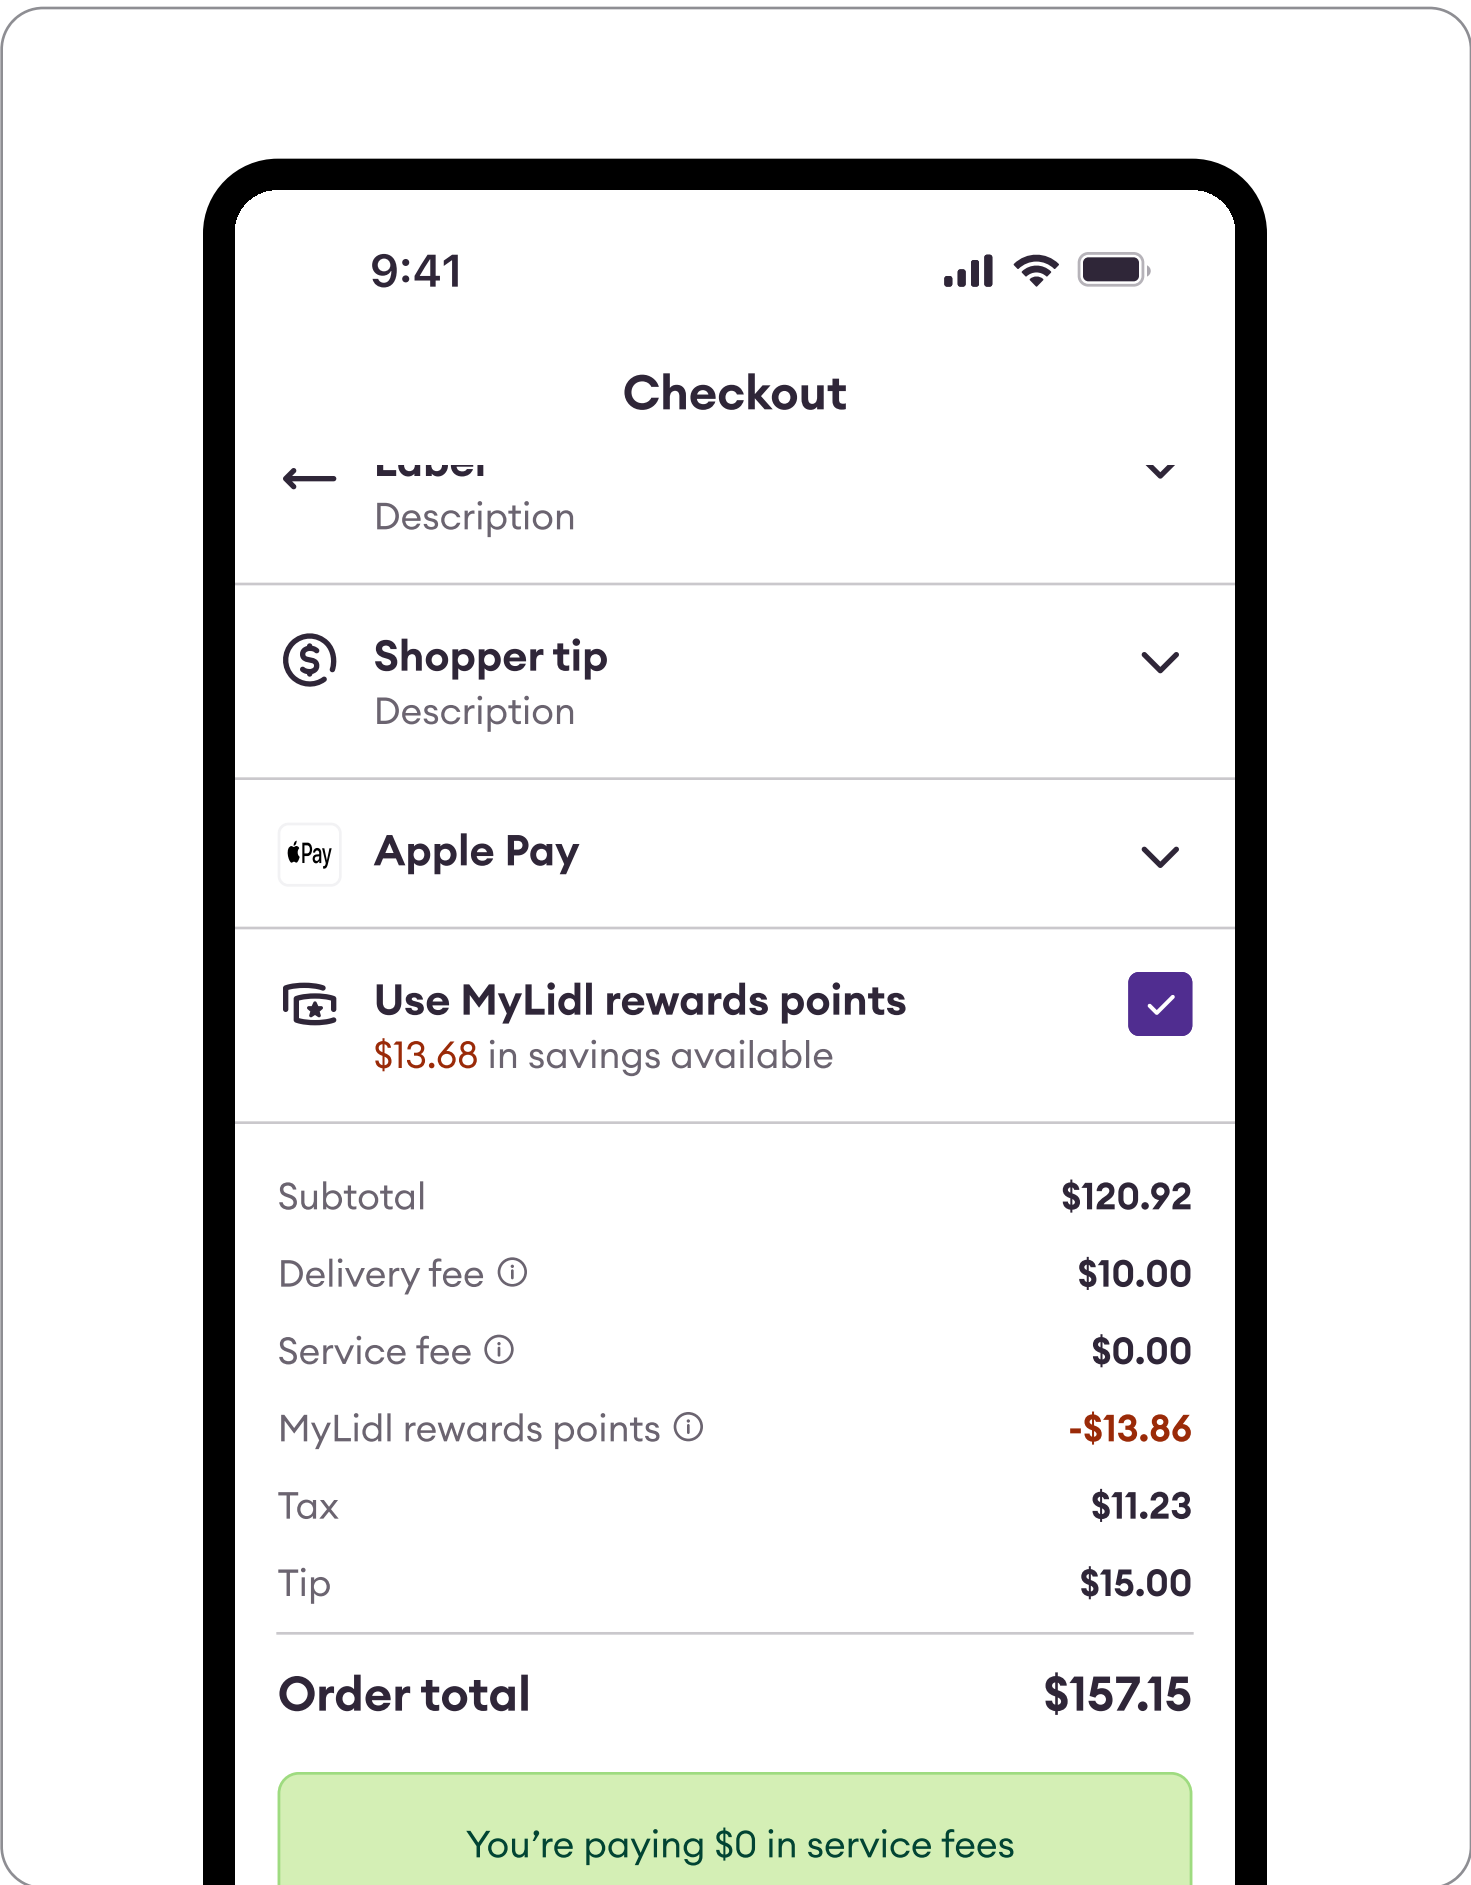 9:41
Checkout
Label
Description
Shopper tip
Description
Pay
Apple Pay
Use MyLidl rewards points
$13.68 in savings available
Subtotal $120.92
Delivery fee $10.00
Service fee $0.00
MyLidl rewards points -$13.86
Tax $11.23
Tip $15.00
Order total $157.15
You’re paying $0 in service fees